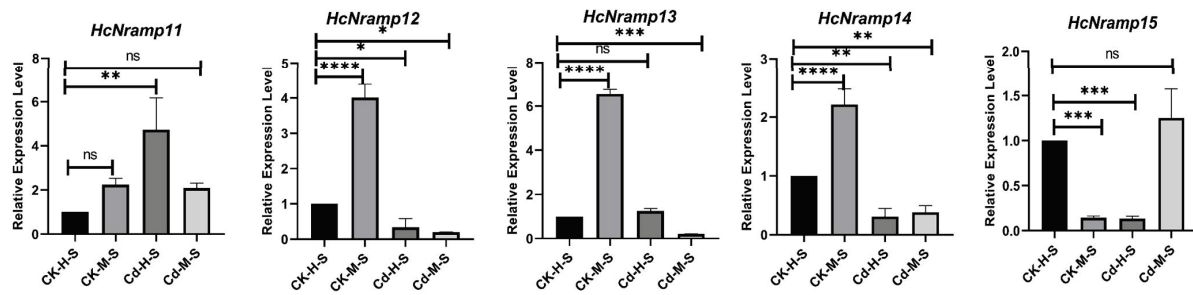 HcNramp11
Relative Expression Level
8
6
4
2
0
ns
**
ns
CK-H-S
CK-M-S
Cd-H-S
Cd-M-S
HcNramp12
Relative Expression Level
5
4
3
2
1
0
*
*
****
CK-H-S
CK-M-S
Cd-H-S
Cd-M-S
HcNramp13
Relative Expression Level
8
6
4
2
0
***
ns
****
CK-H-S
CK-M-S
Cd-H-S
Cd-M-S
HcNramp14
Relative Expression Level
4
3
2
1
0
**
**
****
CK-H-S
CK-M-S
Cd-H-S
Cd-M-S
HcNramp15
Relative Expression Level
2.0
1.5
1.0
0.5
0.0
ns
***
***
CK-H-S
CK-M-S
Cd-H-S
Cd-M-S